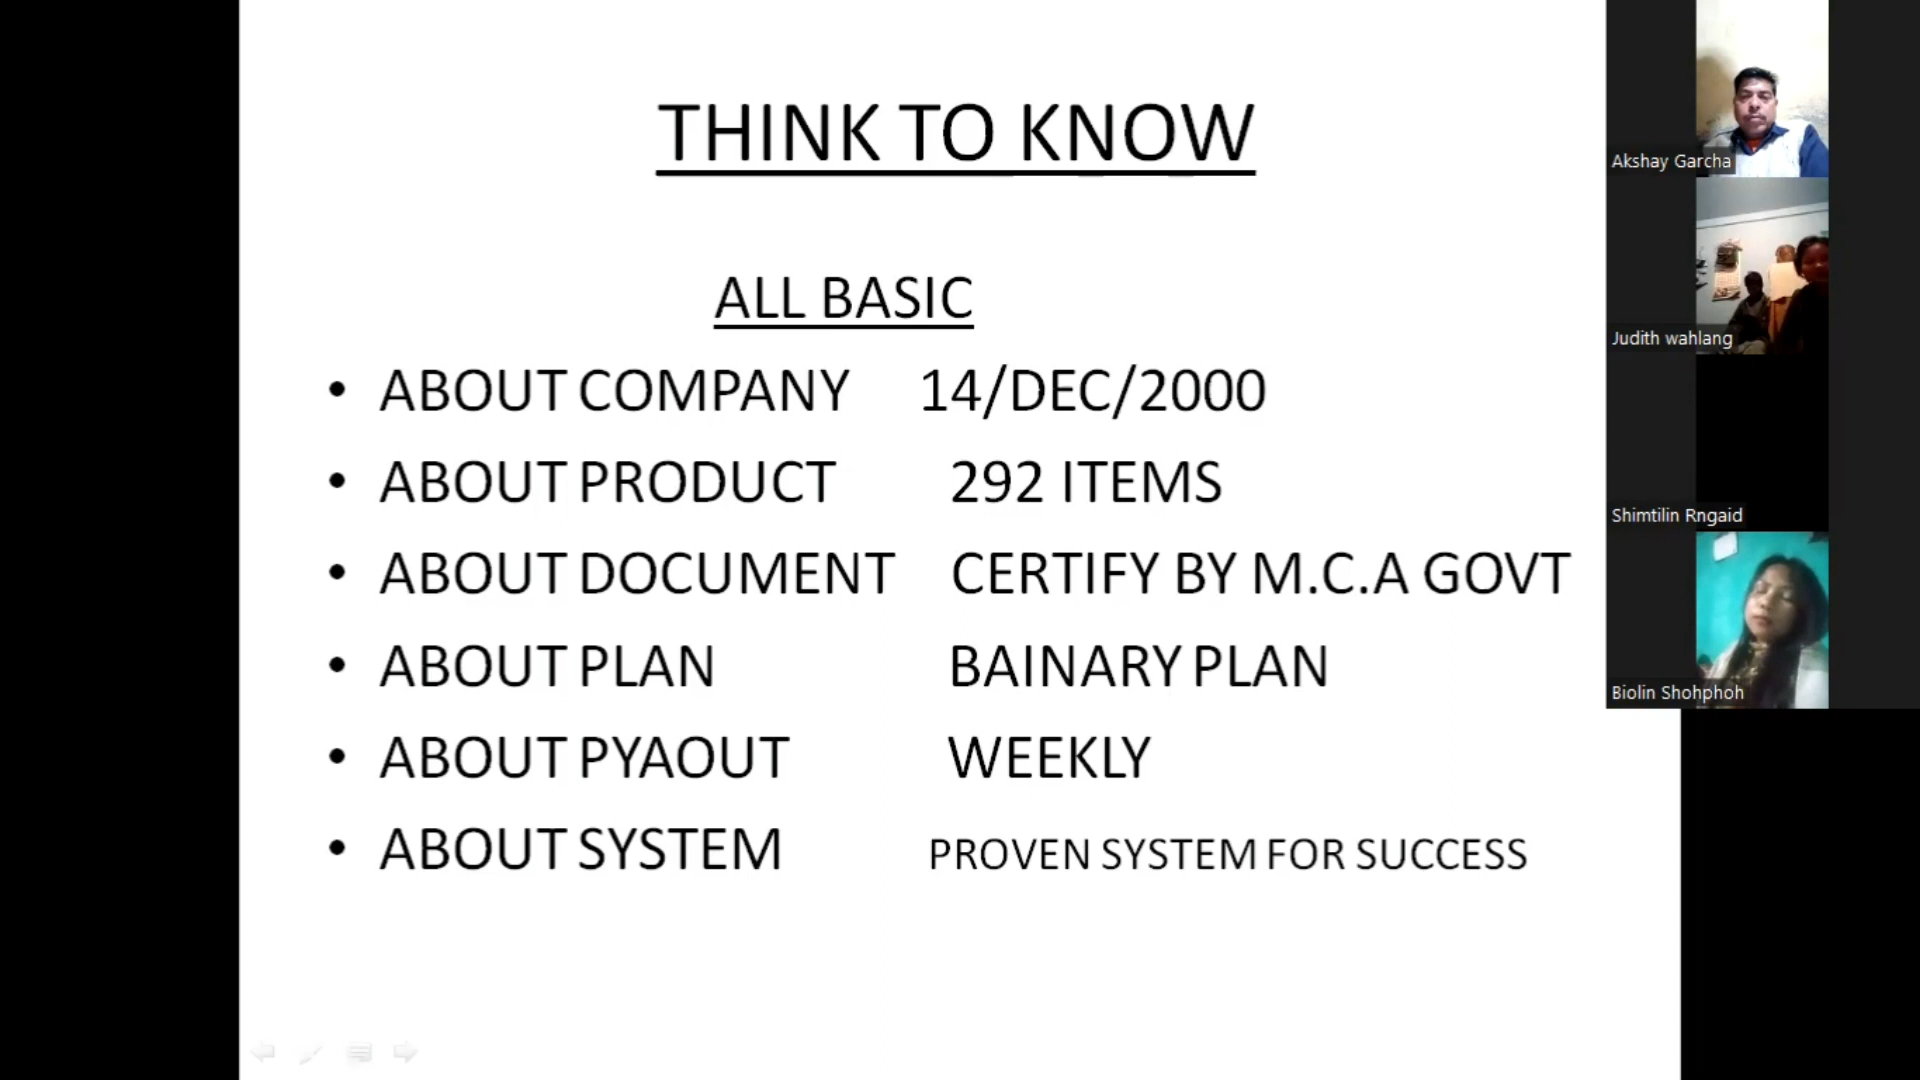 THINK TO KNOW
ALL BASIC
• ABOUT COMPANY 14/DEC/2000
• ABOUT PRODUCT 292 ITEMS
• ABOUT DOCUMENT CERTIFY BY M.C.A GOVT
• ABOUT PLAN BAINARY PLAN
• ABOUT PYAOUT WEEKLY
• ABOUT SYSTEM PROVEN SYSTEM FOR SUCCESS
Akshay Garcha
Judith wahlang
Shimtilin Rngaid
Biolin Shohphoh